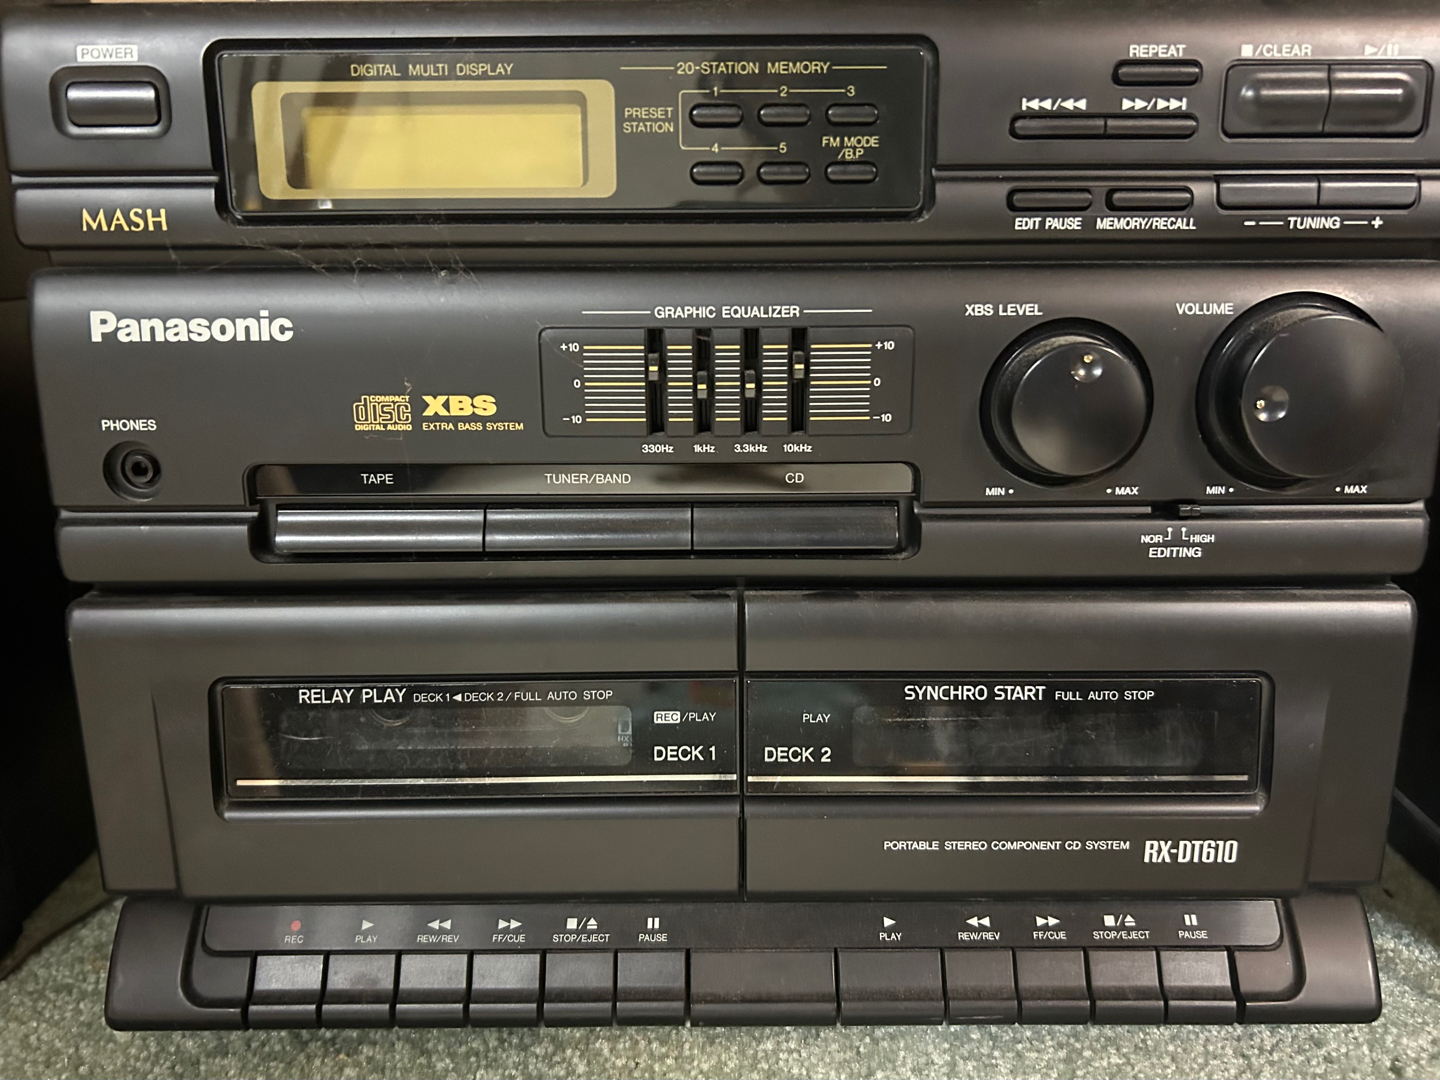 POWER
DIGITAL MULTI DISPLAY
20-STATION MEMORY
PRESET
STATION
1 2 3
4 5
FM MODE
/B.P
REPEAT
■/CLEAR ▶/❚❚
⏮/◀◀ ▶▶/⏭
EDIT PAUSE
MEMORY/RECALL
− TUNING +
MASH
Panasonic
PHONES
COMPACT
disc
DIGITAL AUDIO
XBS
EXTRA BASS SYSTEM
GRAPHIC EQUALIZER
+10 +10
0 0
−10 −10
330Hz 1kHz 3.3kHz 10kHz
XBS LEVEL
MIN • • MAX
VOLUME
MIN • • MAX
NOR HIGH
EDITING
TAPE TUNER/BAND CD
RELAY PLAY DECK 1◀DECK 2/FULL AUTO STOP
REC/PLAY
DECK 1
SYNCHRO START FULL AUTO STOP
PLAY
DECK 2
PORTABLE STEREO COMPONENT CD SYSTEM RX-DT610
● ▶ ◀◀ ▶▶ ■/⏏ ❚❚
REC PLAY REW/REV FF/CUE STOP/EJECT PAUSE
▶ ◀◀ ▶▶ ■/⏏ ❚❚
PLAY REW/REV FF/CUE STOP/EJECT PAUSE